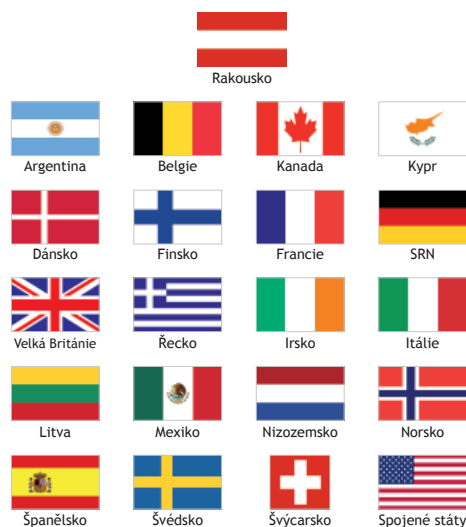 Rakousko
Argentina Belgie Kanada Kypr
Dánsko Finsko Francie SRN
Velká Británie Řecko Irsko Itálie
Litva Mexiko Nizozemsko Norsko
Španělsko Švédsko Švýcarsko Spojené státy